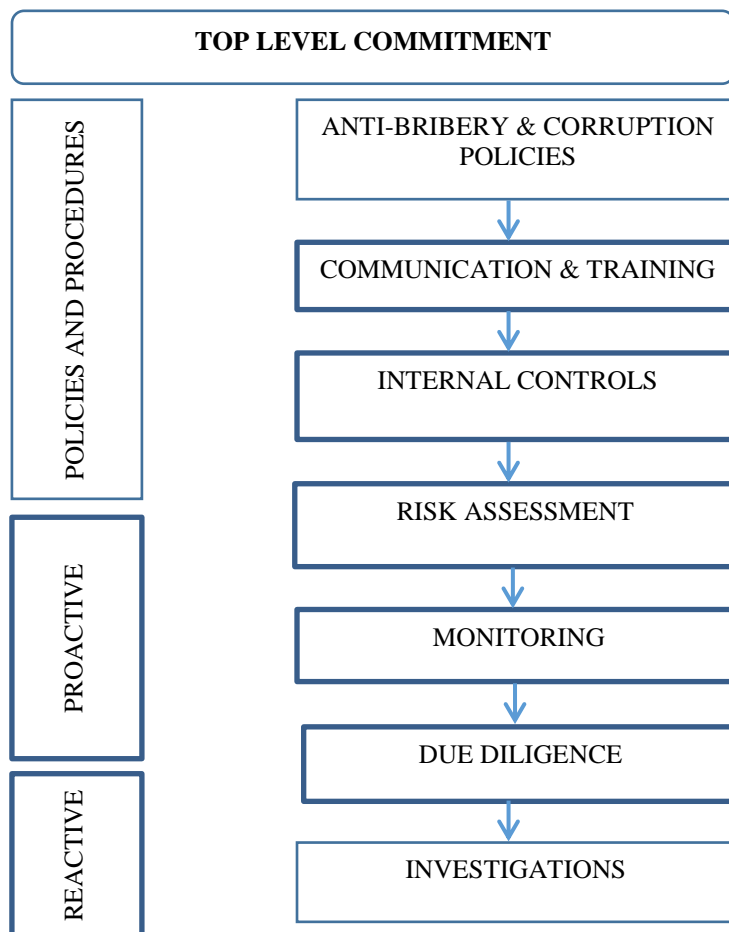 TOP LEVEL COMMITMENT
POLICIES AND PROCEDURES
ANTI-BRIBERY & CORRUPTION
POLICIES
COMMUNICATION & TRAINING
INTERNAL CONTROLS
RISK ASSESSMENT
PROACTIVE
MONITORING
DUE DILIGENCE
REACTIVE
INVESTIGATIONS